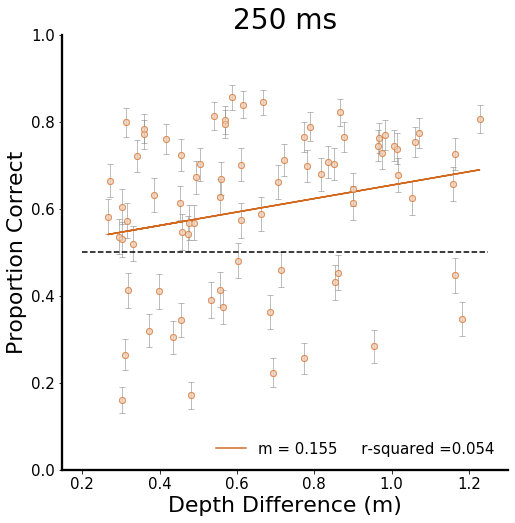 250 ms
Proportion Correct
1.0
0.8
0.6
0.4
0.2
0.0
m = 0.155 r-squared =0.054
0.2 0.4 0.6 0.8 1.0 1.2
Depth Difference (m)